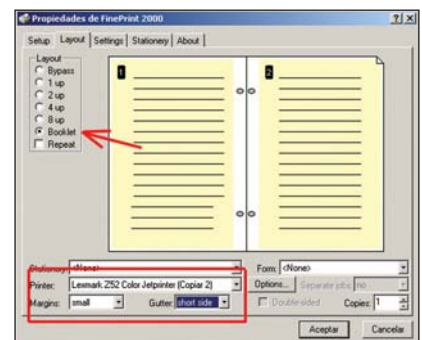 Propiedades de FinePrint 2000
Setup Layout Settings Stationery About
Layout
Bypass
1 up
2 up
4 up
8 up
Booklet
Repeat
1
2
Stationery: <None>
Form: <None>
Printer: Lexmark Z52 Color Jetprinter (Copiar 2)
Options... Separate jobs: no
Margins: small
Gutter: short side
Double-sided
Copies: 1
Aceptar
Cancelar